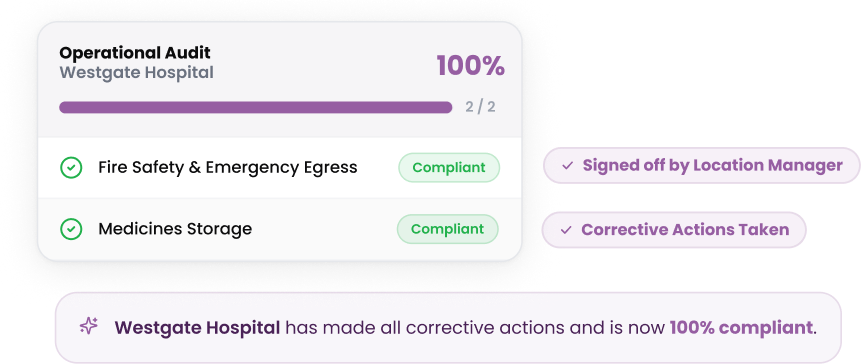 Operational Audit
Westgate Hospital
100%
2 / 2
Fire Safety & Emergency Egress
Compliant
Signed off by Location Manager
Medicines Storage
Compliant
Corrective Actions Taken
Westgate Hospital has made all corrective actions and is now 100% compliant.